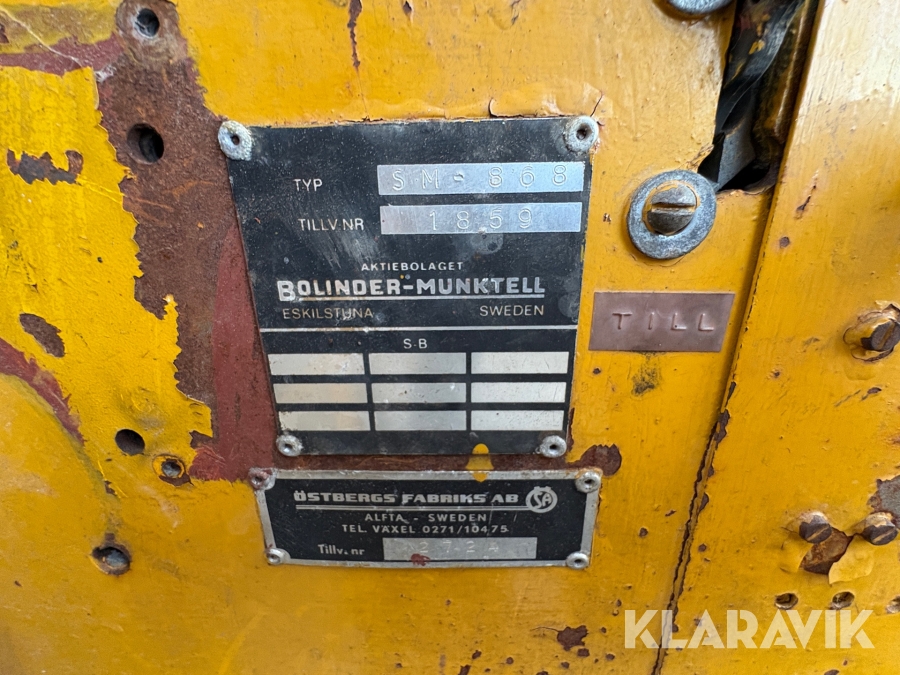 TYP SM-868
TILLV.NR 1859
AKTIEBOLAGET
BOLINDER-MUNKTELL
ESKILSTUNA SWEDEN
S-B
TILL
ÖSTBERGS FABRIKS AB
ALFTA - SWEDEN
TEL. VÄXEL 0271/10475
Tillv. nr
KLARAVIK